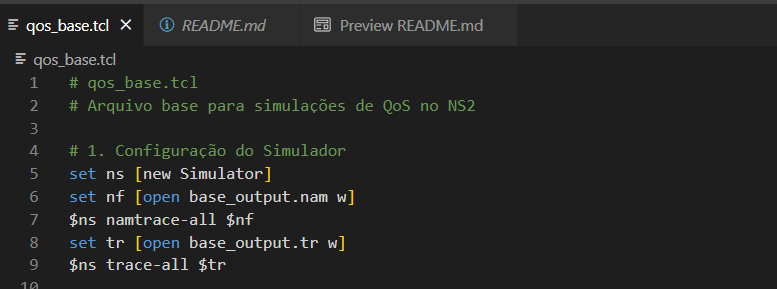 qos_base.tcl README.md Preview README.md
qos_base.tcl
1 # qos_base.tcl
2 # Arquivo base para simulações de QoS no NS2
3
4 # 1. Configuração do Simulador
5 set ns [new Simulator]
6 set nf [open base_output.nam w]
7 $ns namtrace-all $nf
8 set tr [open base_output.tr w]
9 $ns trace-all $tr
10